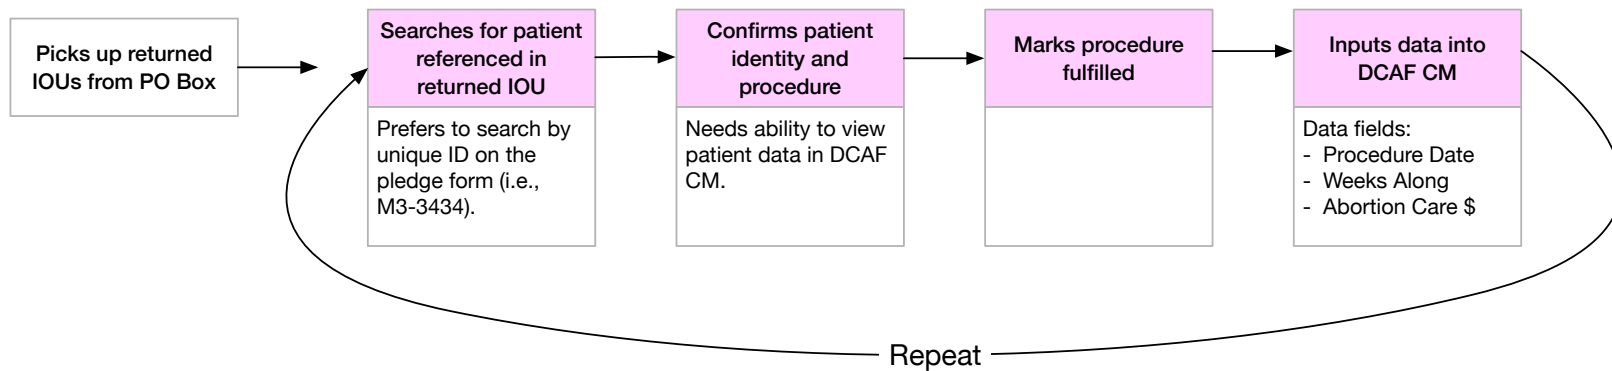 Picks up returned
IOUs from PO Box
Searches for patient
referenced in
returned IOU
Prefers to search by
unique ID on the
pledge form (i.e.,
M3-3434).
Confirms patient
identity and
procedure
Needs ability to view
patient data in DCAF
CM.
Marks procedure
fulfilled
Inputs data into
DCAF CM
Data fields:
- Procedure Date
- Weeks Along
- Abortion Care $
Repeat